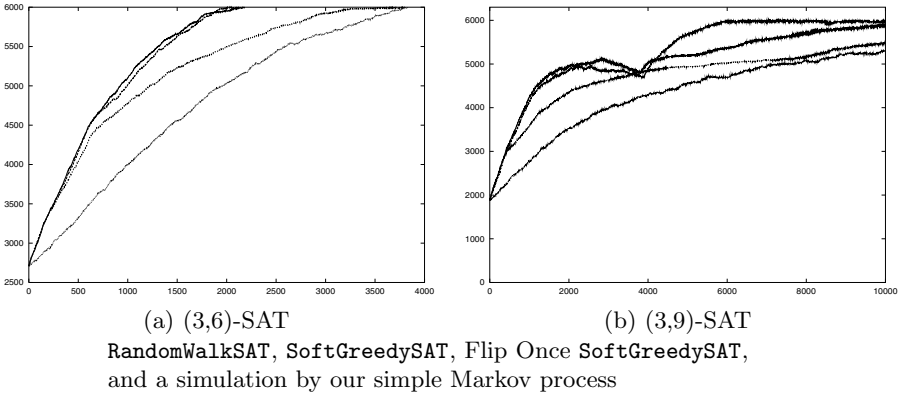 6000
5500
5000
4500
4000
3500
3000
2500
0 500 1000 1500 2000 2500 3000 3500 4000
6000
5000
4000
3000
2000
1000
0
0 2000 4000 6000 8000 10000
(a) (3,6)-SAT
(b) (3,9)-SAT
RandomWalkSAT, SoftGreedySAT, Flip Once SoftGreedySAT,
and a simulation by our simple Markov process